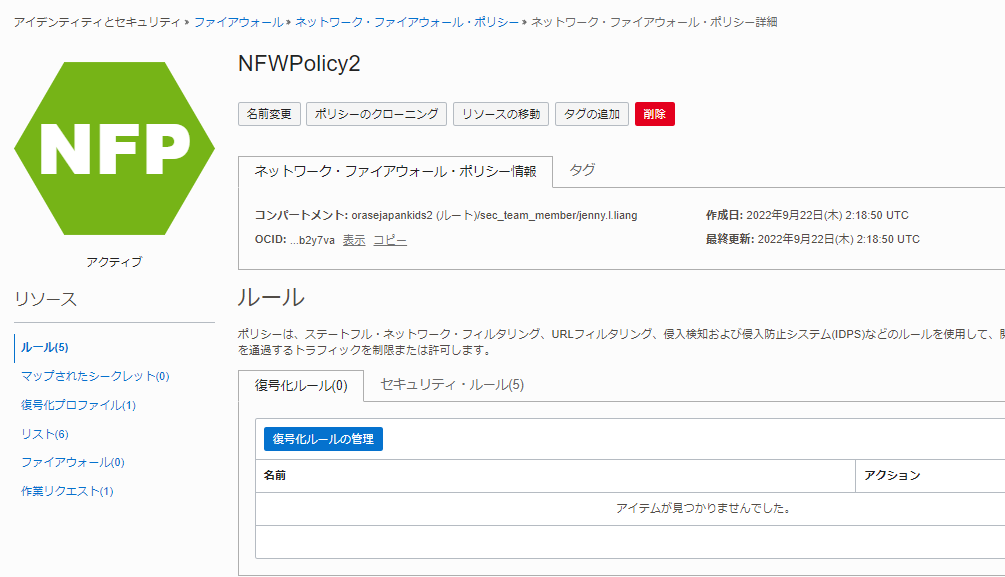 アイデンティティとセキュリティ » ファイアウォール » ネットワーク・ファイアウォール・ポリシー » ネットワーク・ファイアウォール・ポリシー詳細
NFP
アクティブ
NFWPolicy2
名前変更 ポリシーのクローニング リソースの移動 タグの追加 削除
ネットワーク・ファイアウォール・ポリシー情報 タグ
コンパートメント: orasejapankids2 (ルート)/sec_team_member/jenny.l.liang
OCID: ...b2y7va 表示 コピー
作成日: 2022年9月22日(木) 2:18:50 UTC
最終更新: 2022年9月22日(木) 2:18:50 UTC
リソース
ルール(5)
マップされたシークレット(0)
復号化プロファイル(1)
リスト(6)
ファイアウォール(0)
作業リクエスト(1)
ルール
ポリシーは、ステートフル・ネットワーク・フィルタリング、URLフィルタリング、侵入検知および侵入防止システム(IDPS)などのルールを使用して、
を通過するトラフィックを制限または許可します。
復号化ルール(0) セキュリティ・ルール(5)
復号化ルールの管理
名前 アクション
アイテムが見つかりませんでした。